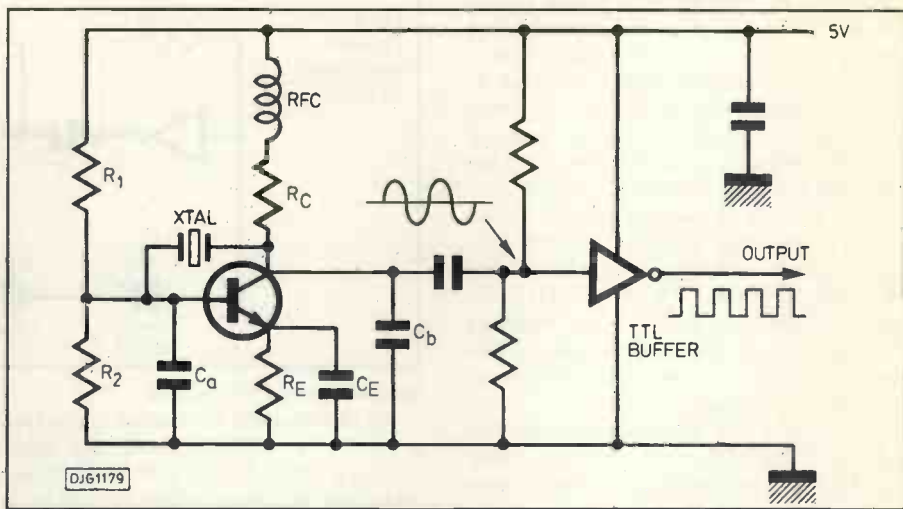 5V
RFC
R1
RC
XTAL
OUTPUT
TTL
BUFFER
R2
Ca
RE
CE
Cb
DJG1179